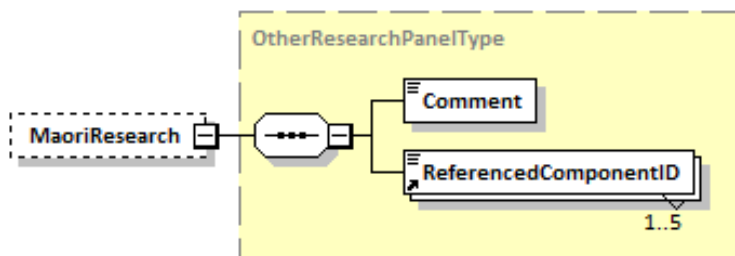 OtherResearchPanelType
Comment
MaoriResearch
ReferencedComponentID
1..5